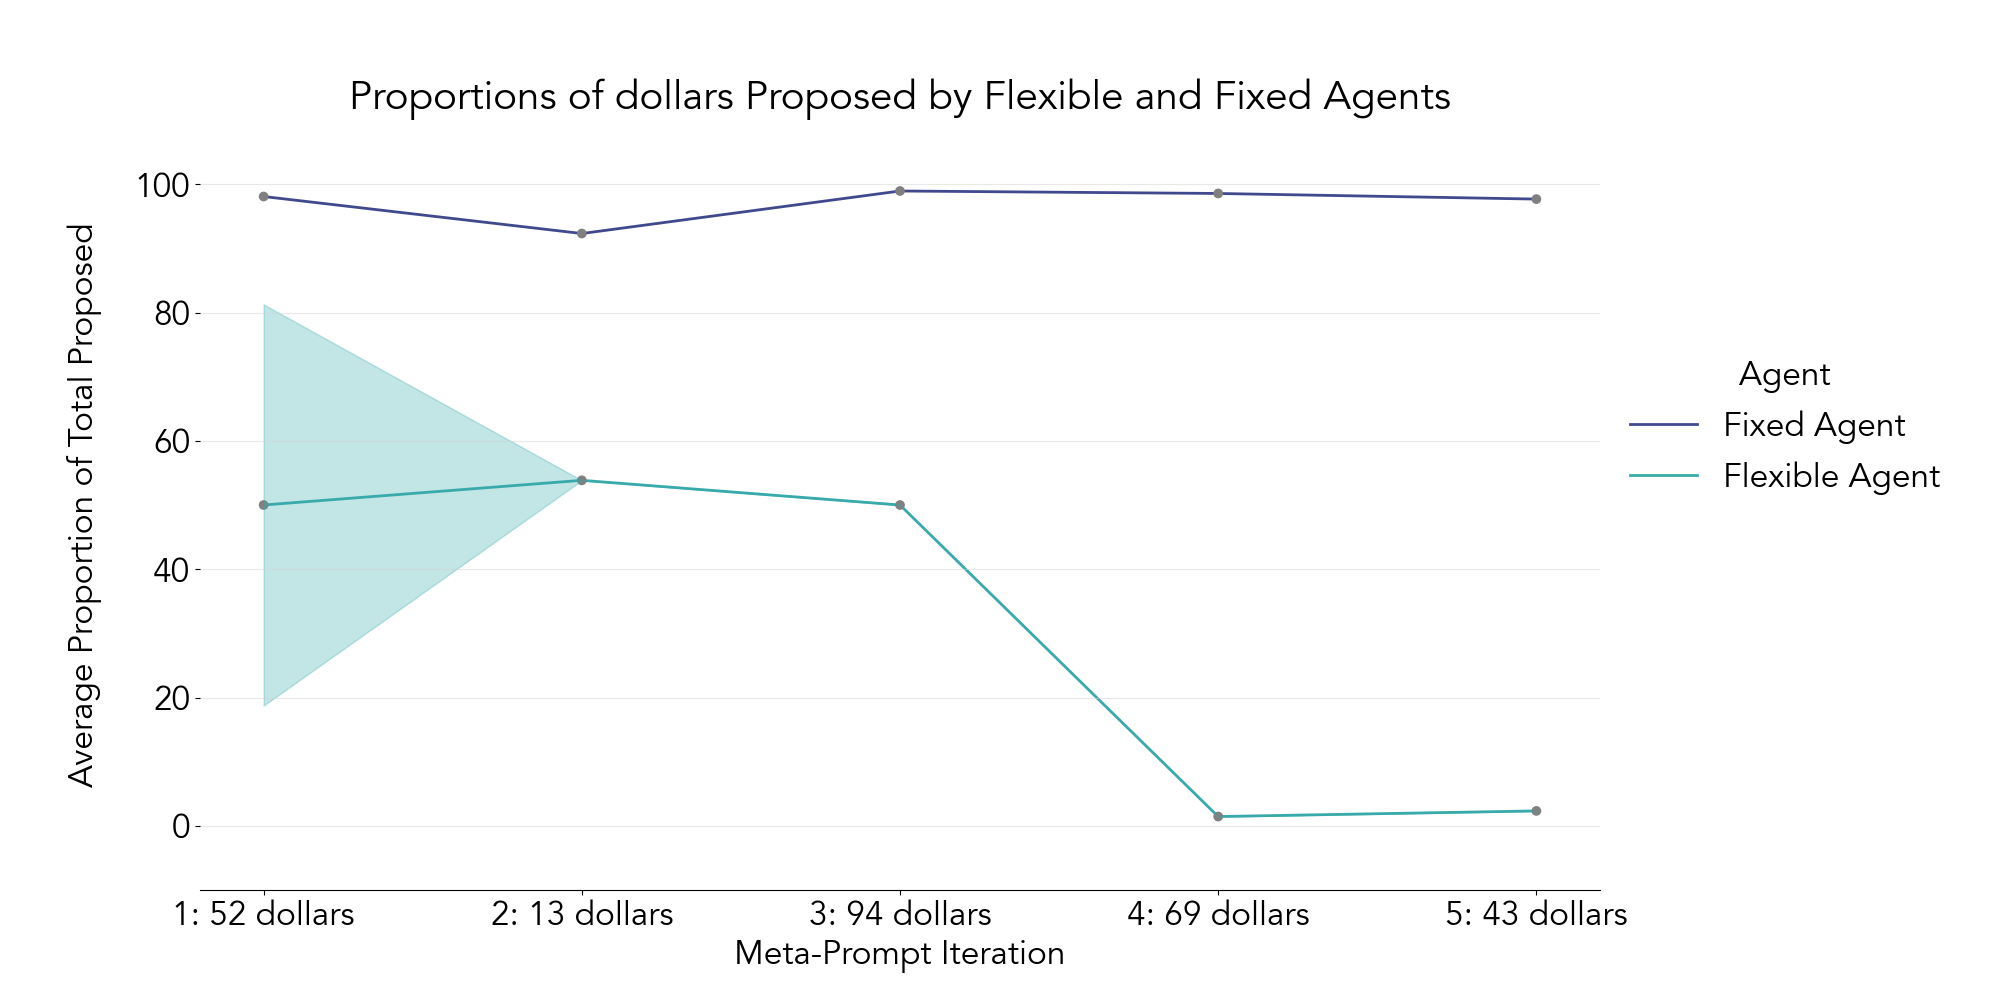 Proportions of dollars Proposed by Flexible and Fixed Agents
Average Proportion of Total Proposed
100
80
60
40
20
0
1: 52 dollars
2: 13 dollars
3: 94 dollars
4: 69 dollars
5: 43 dollars
Meta-Prompt Iteration
Agent
Fixed Agent
Flexible Agent